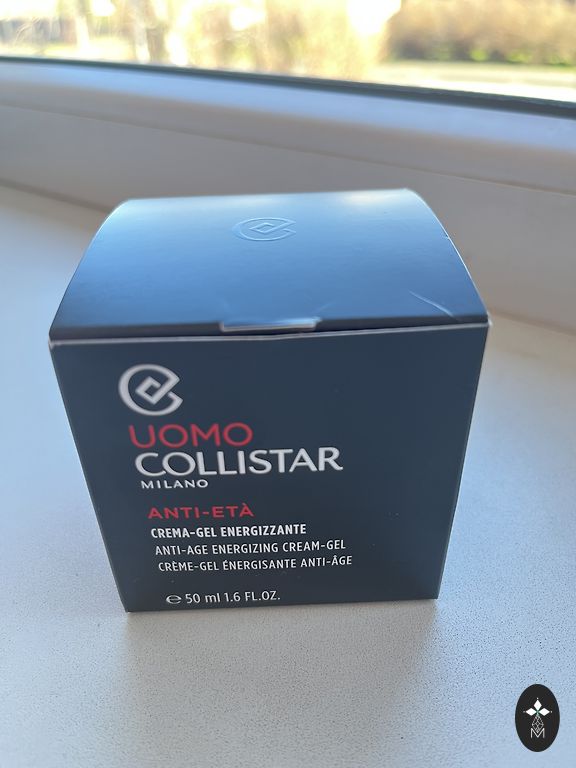 UOMO
COLLISTAR
MILANO
ANTI-ETÀ
CREMA-GEL ENERGIZZANTE
ANTI-AGE ENERGIZING CREAM-GEL
CRÈME-GEL ÉNERGISANTE ANTI-ÂGE
℮ 50 ml 1.6 FL.OZ.
M